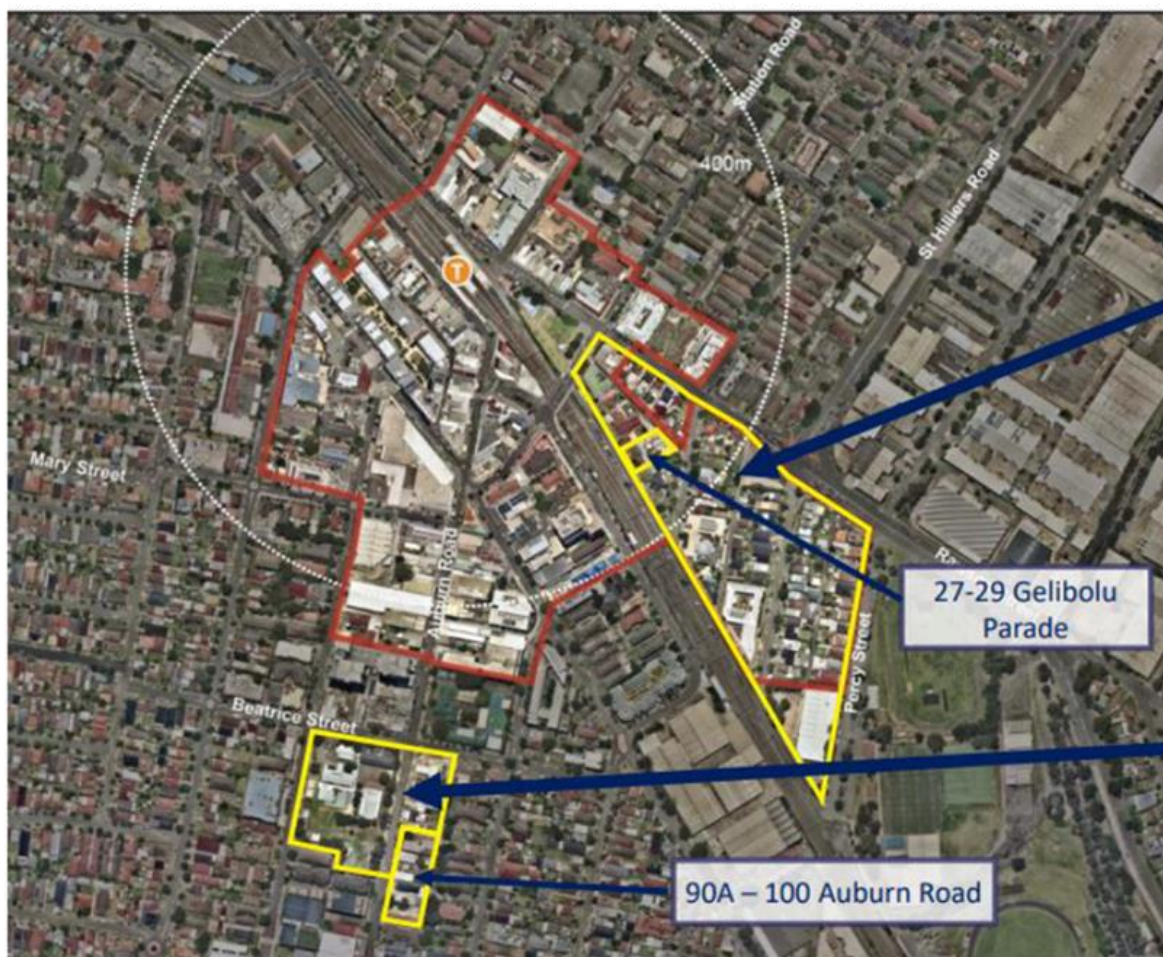 Station Road
400m
St Hilliers Road
T
Mary Street
Auburn Road
27-29 Gelibolu
Parade
Percy Street
Beatrice Street
90A – 100 Auburn Road